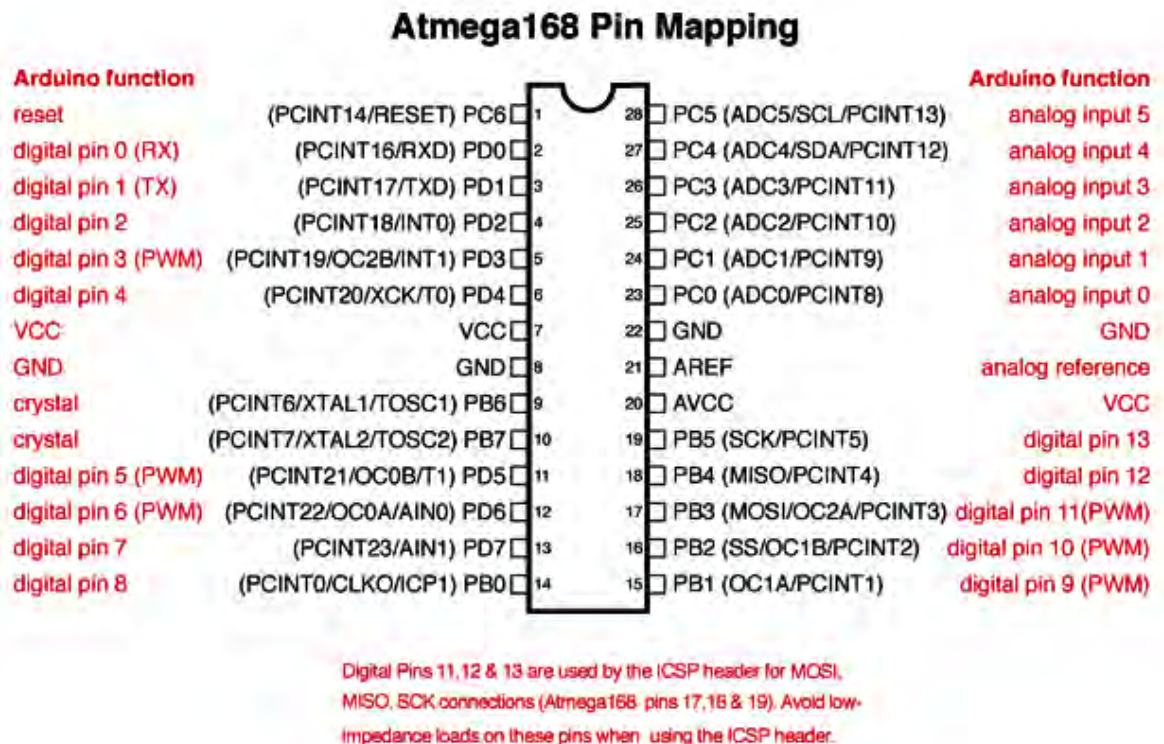 Atmega168 Pin Mapping
Arduino function Arduino function
reset (PCINT14/RESET) PC6 1 28 PC5 (ADC5/SCL/PCINT13) analog input 5
digital pin 0 (RX) (PCINT16/RXD) PD0 2 27 PC4 (ADC4/SDA/PCINT12) analog input 4
digital pin 1 (TX) (PCINT17/TXD) PD1 3 26 PC3 (ADC3/PCINT11) analog input 3
digital pin 2 (PCINT18/INT0) PD2 4 25 PC2 (ADC2/PCINT10) analog input 2
digital pin 3 (PWM) (PCINT19/OC2B/INT1) PD3 5 24 PC1 (ADC1/PCINT9) analog input 1
digital pin 4 (PCINT20/XCK/T0) PD4 6 23 PC0 (ADC0/PCINT8) analog input 0
VCC VCC 7 22 GND GND
GND GND 8 21 AREF analog reference
crystal (PCINT6/XTAL1/TOSC1) PB6 9 20 AVCC VCC
crystal (PCINT7/XTAL2/TOSC2) PB7 10 19 PB5 (SCK/PCINT5) digital pin 13
digital pin 5 (PWM) (PCINT21/OC0B/T1) PD5 11 18 PB4 (MISO/PCINT4) digital pin 12
digital pin 6 (PWM) (PCINT22/OC0A/AIN0) PD6 12 17 PB3 (MOSI/OC2A/PCINT3) digital pin 11(PWM)
digital pin 7 (PCINT23/AIN1) PD7 13 16 PB2 (SS/OC1B/PCINT2) digital pin 10 (PWM)
digital pin 8 (PCINT0/CLKO/ICP1) PB0 14 15 PB1 (OC1A/PCINT1) digital pin 9 (PWM)
Digital Pins 11,12 & 13 are used by the ICSP header for MOSI,
MISO, SCK connections (Atmega168 pins 17,18 & 19). Avoid low-
impedance loads on these pins when using the ICSP header.